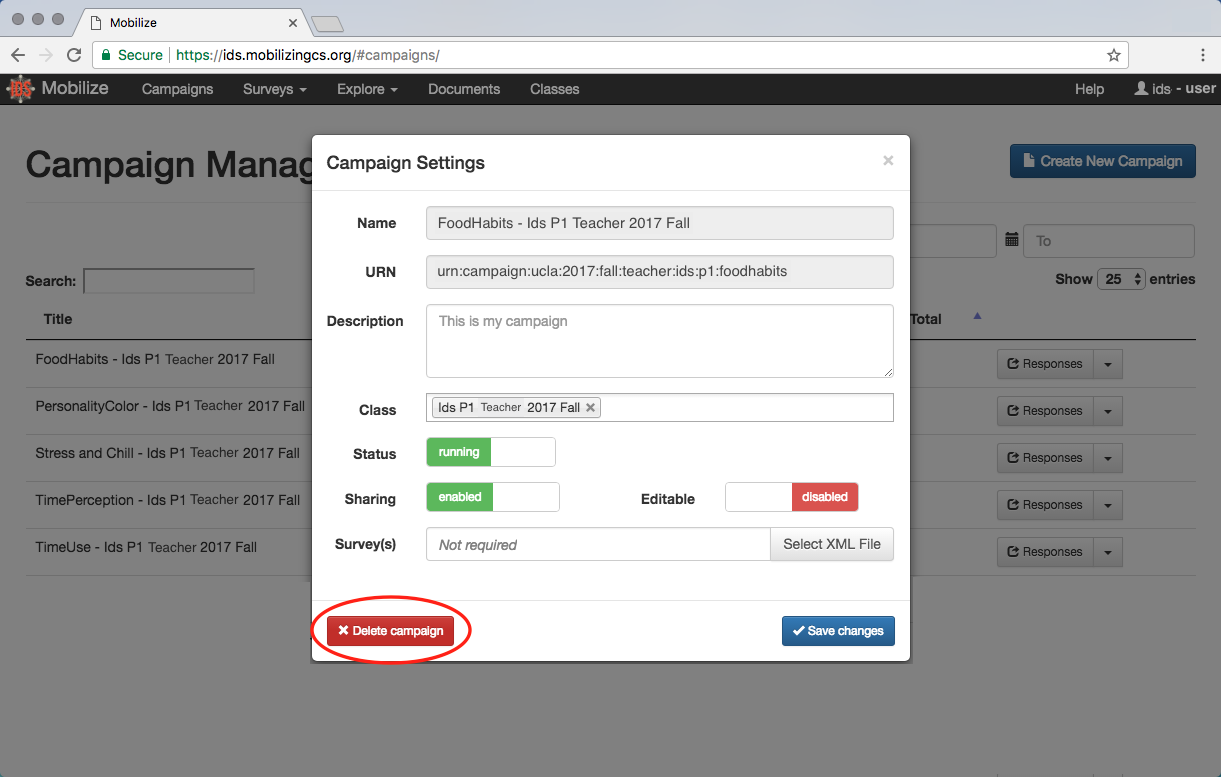 Mobilize
Secure https://ids.mobilizingcs.org/#campaigns/
IDS Mobilize Campaigns Surveys Explore Documents Classes Help ids - user
Campaign Manag
Create New Campaign
Campaign Settings
Name FoodHabits - Ids P1 Teacher 2017 Fall
URN urn:campaign:ucla:2017:fall:teacher:ids:p1:foodhabits
To
Search:
Show 25 entries
Description This is my campaign
Title
Total
FoodHabits - Ids P1 Teacher 2017 Fall
Responses
PersonalityColor - Ids P1 Teacher 2017 Fall
Class Ids P1 Teacher 2017 Fall
Responses
Stress and Chill - Ids P1 Teacher 2017 Fall
Status running
Responses
TimePerception - Ids P1 Teacher 2017 Fall
Sharing enabled Editable disabled
Responses
TimeUse - Ids P1 Teacher 2017 Fall
Survey(s) Not required Select XML File
Responses
Delete campaign
Save changes